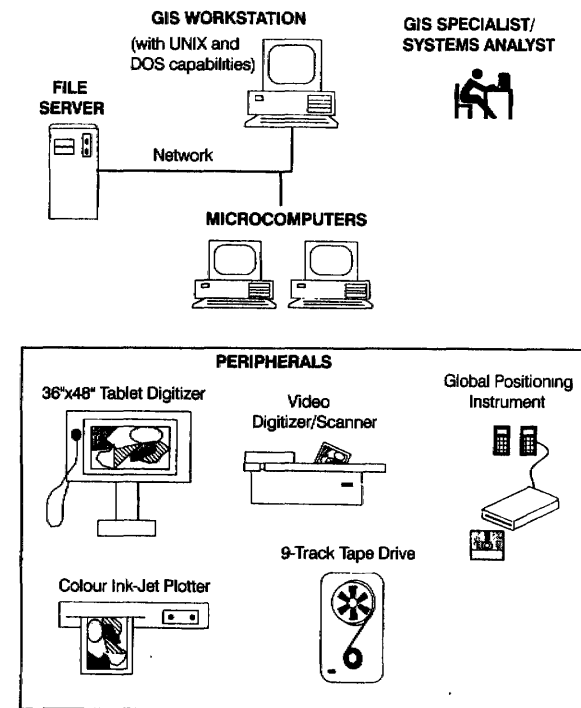 GIS WORKSTATION
(with UNIX and
DOS capabilities)
GIS SPECIALIST/
SYSTEMS ANALYST
FILE
SERVER
Network
MICROCOMPUTERS
PERIPHERALS
36"x48" Tablet Digitizer
Video
Digitizer/Scanner
Global Positioning
Instrument
9-Track Tape Drive
Colour Ink-Jet Plotter